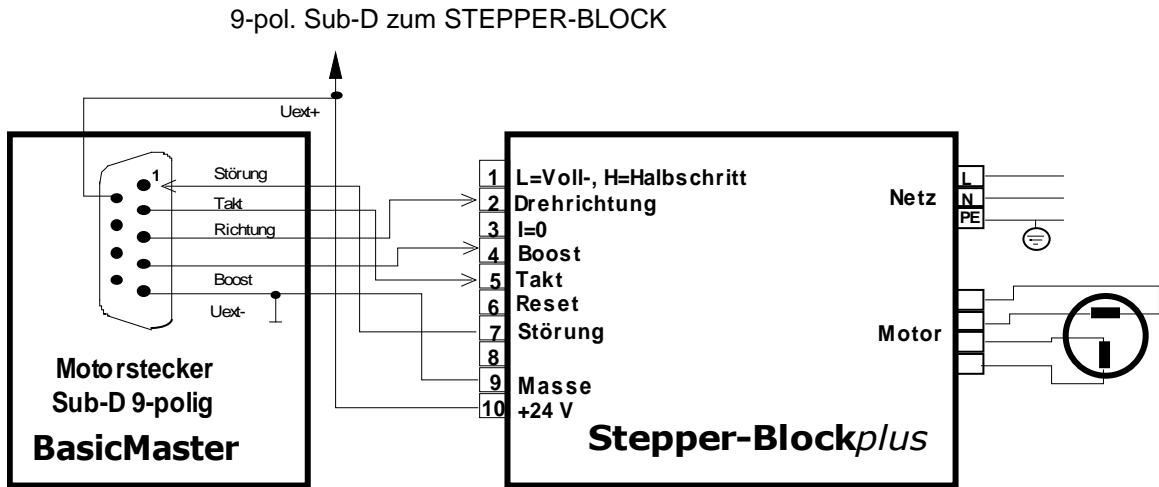 9-pol. Sub-D zum STEPPER-BLOCK
Uext+
1
Störung
Takt
Richtung
Boost
Uext-
Motorstecker
Sub-D 9-polig
BasicMaster
1 L=Voll-, H=Halbschritt
2 Drehrichtung
3 I=0
4 Boost
5 Takt
6 Reset
7 Störung
8
9 Masse
10 +24 V
Stepper-Blockplus
Netz
L
N
PE
Motor